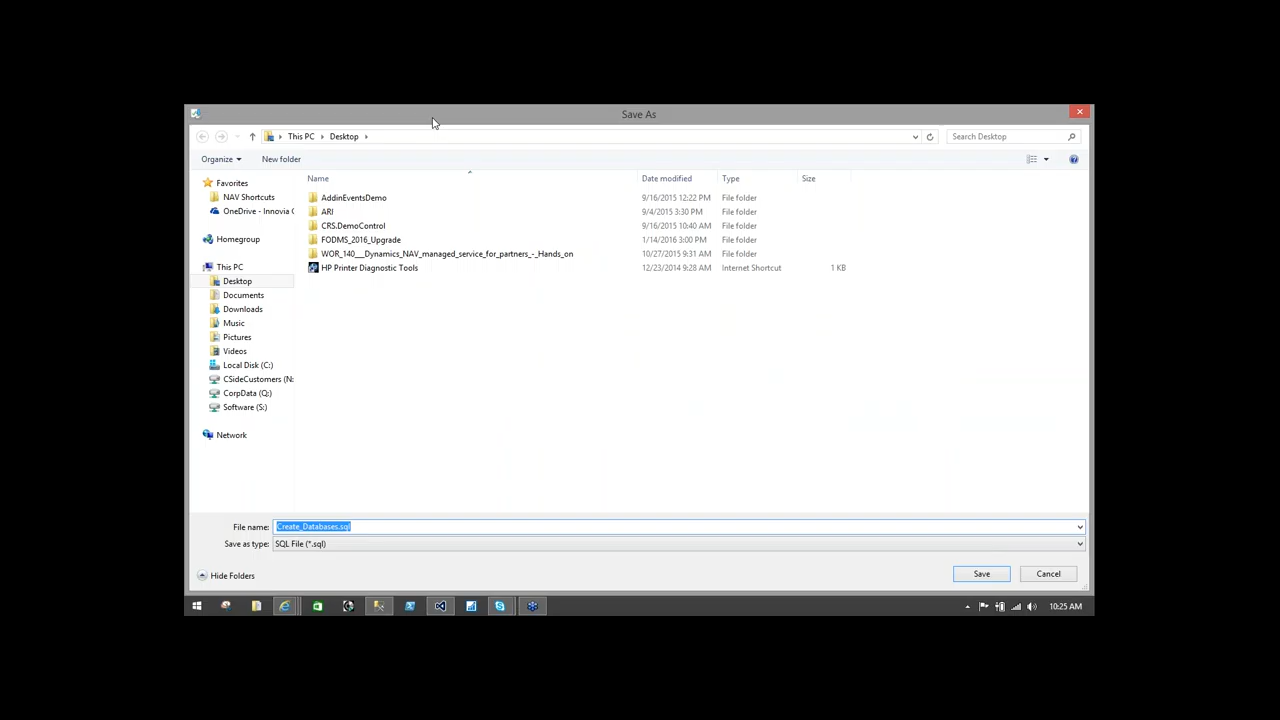 Save As
This PC Desktop
Search Desktop
Organize New folder
Name Date modified Type Size
Favorites
NAV Shortcuts
OneDrive - Innovia C
Homegroup
This PC
Desktop
Documents
Downloads
Music
Pictures
Videos
Local Disk (C:)
CSideCustomers (N:
CorpData (Q:)
Software (S:)
Network
AddinEventsDemo 9/16/2015 12:22 PM File folder
ARI 9/4/2015 3:30 PM File folder
CRS.DemoControl 9/16/2015 10:40 AM File folder
FODMS_2016_Upgrade 1/14/2016 3:00 PM File folder
WOR_140___Dynamics_NAV_managed_service_for_partners_-_Hands_on 10/27/2015 9:31 AM File folder
HP Printer Diagnostic Tools 12/23/2014 9:28 AM Internet Shortcut 1 KB
File name: Create_Databases.sql
Save as type: SQL File (*.sql)
Hide Folders Save Cancel
10:25 AM